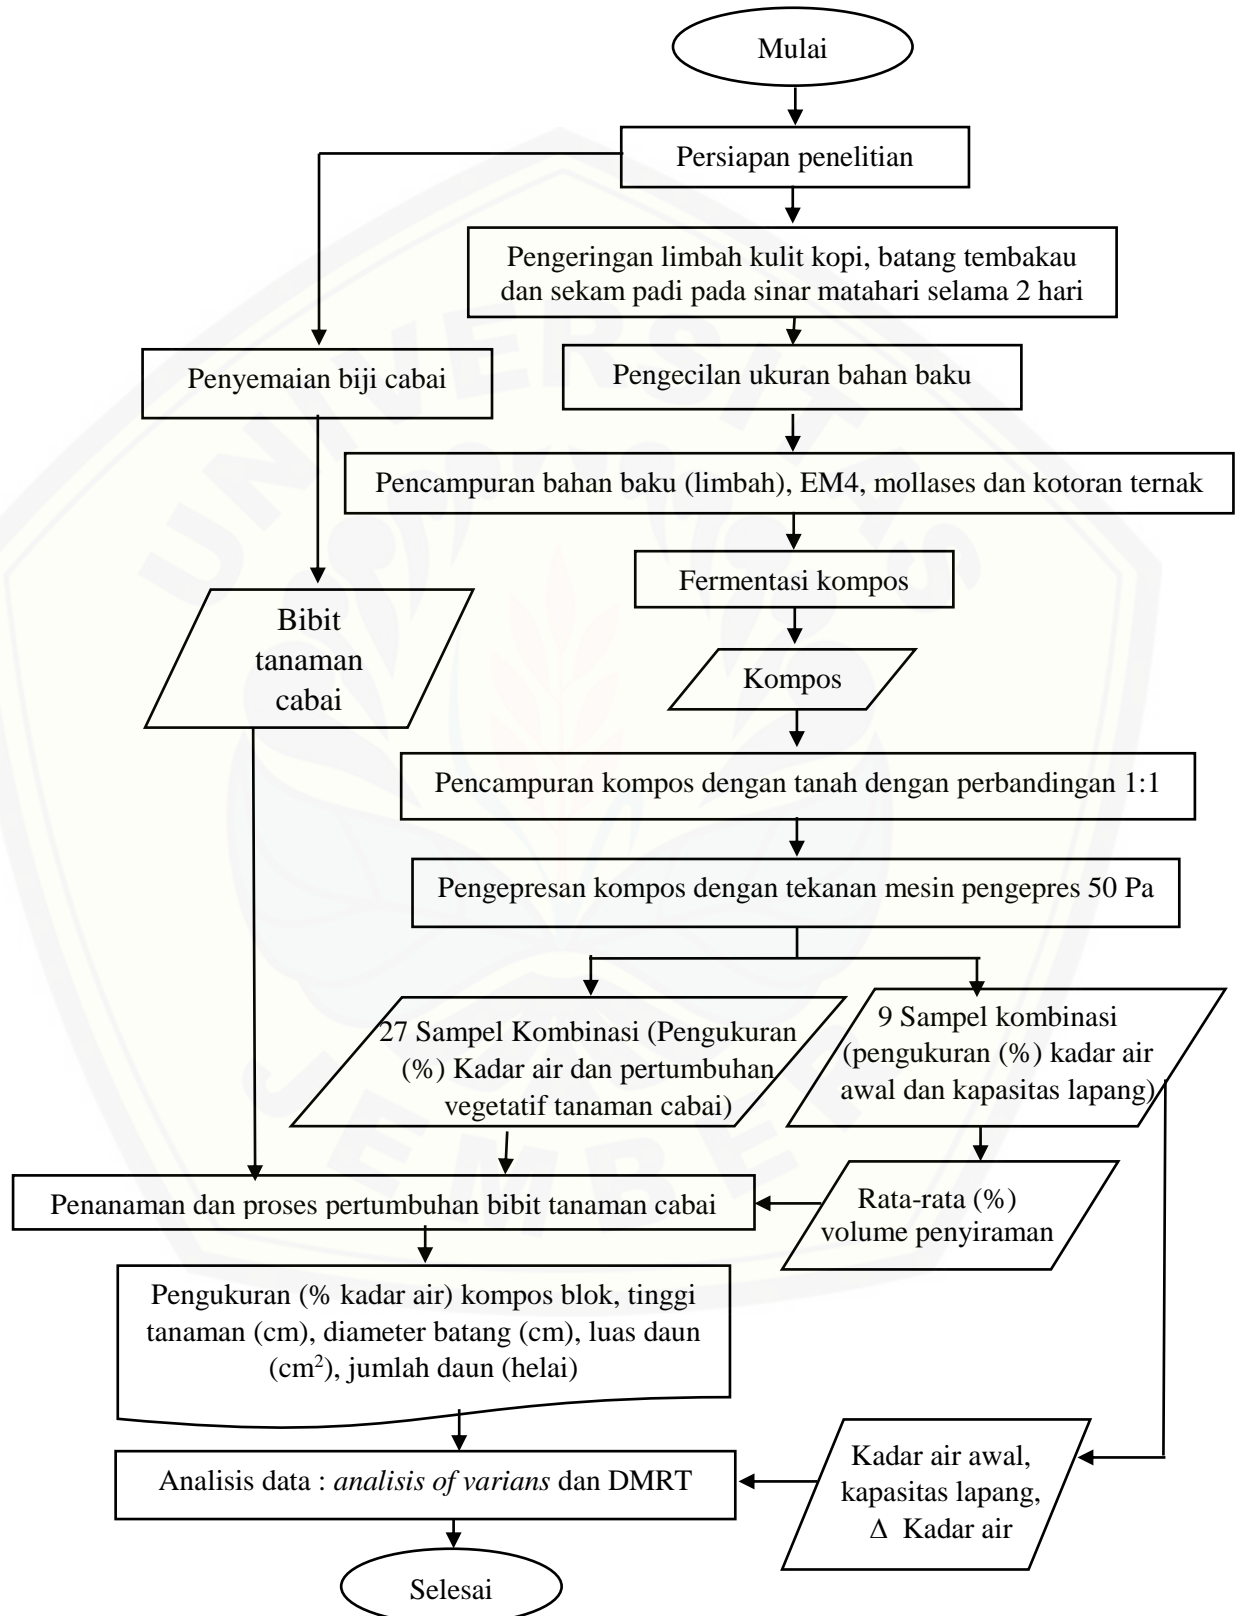 Mulai
Persiapan penelitian
Pengeringan limbah kulit kopi, batang tembakau
dan sekam padi pada sinar matahari selama 2 hari
Penyemaian biji cabai
Pengecilan ukuran bahan baku
Pencampuran bahan baku (limbah), EM4, mollases dan kotoran ternak
Fermentasi kompos
Bibit
tanaman
cabai
Kompos
Pencampuran kompos dengan tanah dengan perbandingan 1:1
Pengepresan kompos dengan tekanan mesin pengepres 50 Pa
27 Sampel Kombinasi (Pengukuran
(%) Kadar air dan pertumbuhan
vegetatif tanaman cabai)
9 Sampel kombinasi
(pengukuran (%) kadar air
awal dan kapasitas lapang)
Penanaman dan proses pertumbuhan bibit tanaman cabai
Rata-rata (%)
volume penyiraman
Pengukuran (% kadar air) kompos blok, tinggi
tanaman (cm), diameter batang (cm), luas daun
(cm²), jumlah daun (helai)
Analisis data : analisis of varians dan DMRT
Kadar air awal,
kapasitas lapang,
Δ Kadar air
Selesai
UNIVERSITAS
JEMBER